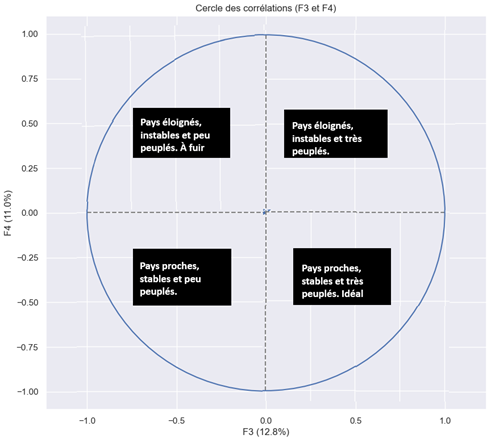 Cercle des corrélations (F3 et F4)
1.00
0.75
0.50
0.25
0.00
−0.25
−0.50
−0.75
−1.00
F4 (11.0%)
Pays éloignés,
instables et peu
peuplés. À fuir
Pays éloignés,
instables et très
peuplés.
Pays proches,
stables et peu
peuplés.
Pays proches,
stables et très
peuplés. Idéal
−1.0
−0.5
0.0
0.5
1.0
F3 (12.8%)